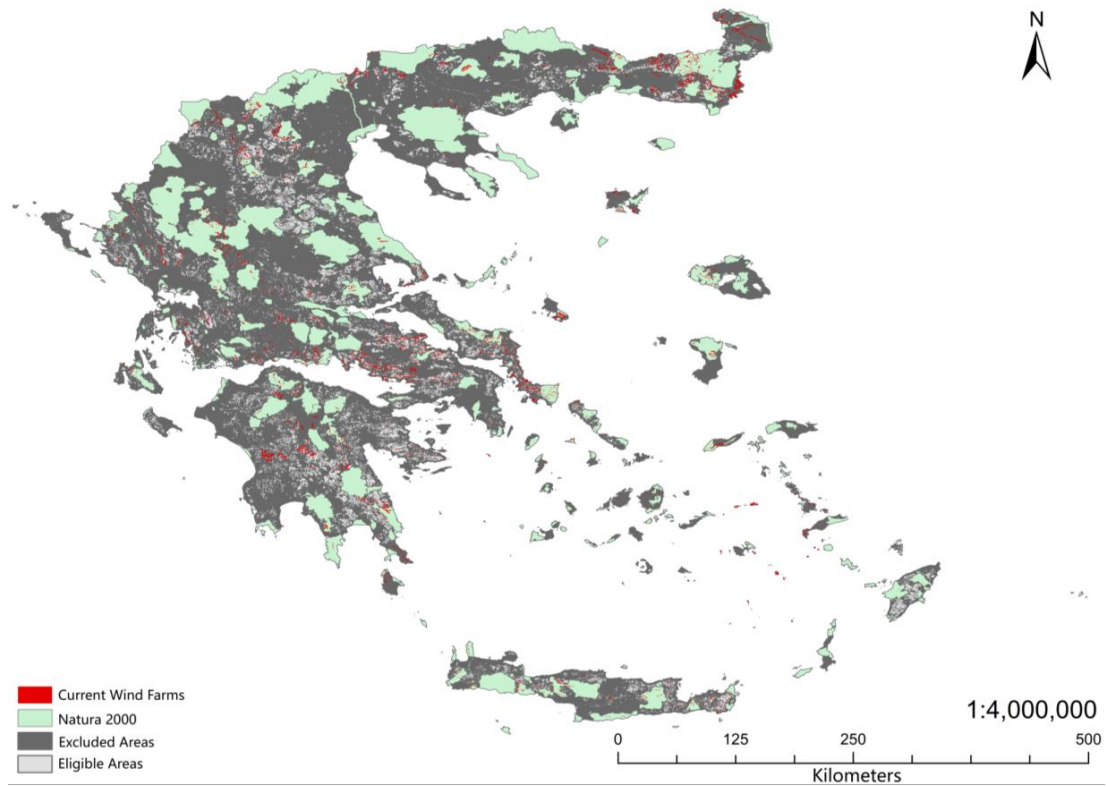 N
Current Wind Farms
Natura 2000
Excluded Areas
Eligible Areas
1:4,000,000
0 125 250 500
Kilometers